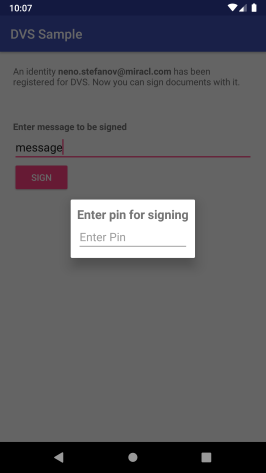 10:07
DVS Sample
An identity neno.stefanov@miracl.com has been
registered for DVS. Now you can sign documents with it.
Enter message to be signed
message
SIGN
Enter pin for signing
Enter Pin